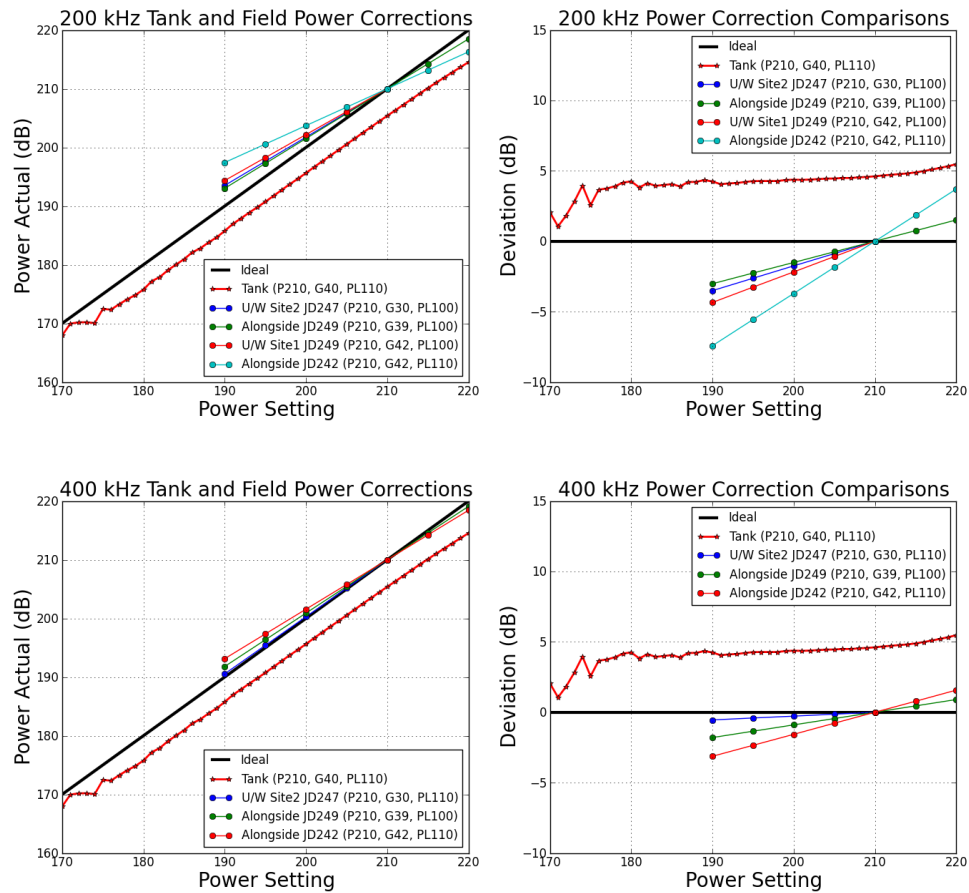 200 kHz Tank and Field Power Corrections
220
210
200
190
180
170
160
Power Actual (dB)
Ideal
Tank (P210, G40, PL110)
U/W Site2 JD247 (P210, G30, PL100)
Alongside JD249 (P210, G39, PL100)
U/W Site1 JD249 (P210, G42, PL100)
Alongside JD242 (P210, G42, PL110)
170 180 190 200 210 220
Power Setting
200 kHz Power Correction Comparisons
15
10
5
0
−5
−10
Deviation (dB)
Ideal
Tank (P210, G40, PL110)
U/W Site2 JD247 (P210, G30, PL100)
Alongside JD249 (P210, G39, PL100)
U/W Site1 JD249 (P210, G42, PL100)
Alongside JD242 (P210, G42, PL110)
170 180 190 200 210 220
Power Setting
400 kHz Tank and Field Power Corrections
220
210
200
190
180
170
160
Power Actual (dB)
Ideal
Tank (P210, G40, PL110)
U/W Site2 JD247 (P210, G30, PL110)
Alongside JD249 (P210, G39, PL100)
Alongside JD242 (P210, G42, PL110)
170 180 190 200 210 220
Power Setting
400 kHz Power Correction Comparisons
15
10
5
0
−5
−10
Deviation (dB)
Ideal
Tank (P210, G40, PL110)
U/W Site2 JD247 (P210, G30, PL110)
Alongside JD249 (P210, G39, PL100)
Alongside JD242 (P210, G42, PL110)
170 180 190 200 210 220
Power Setting